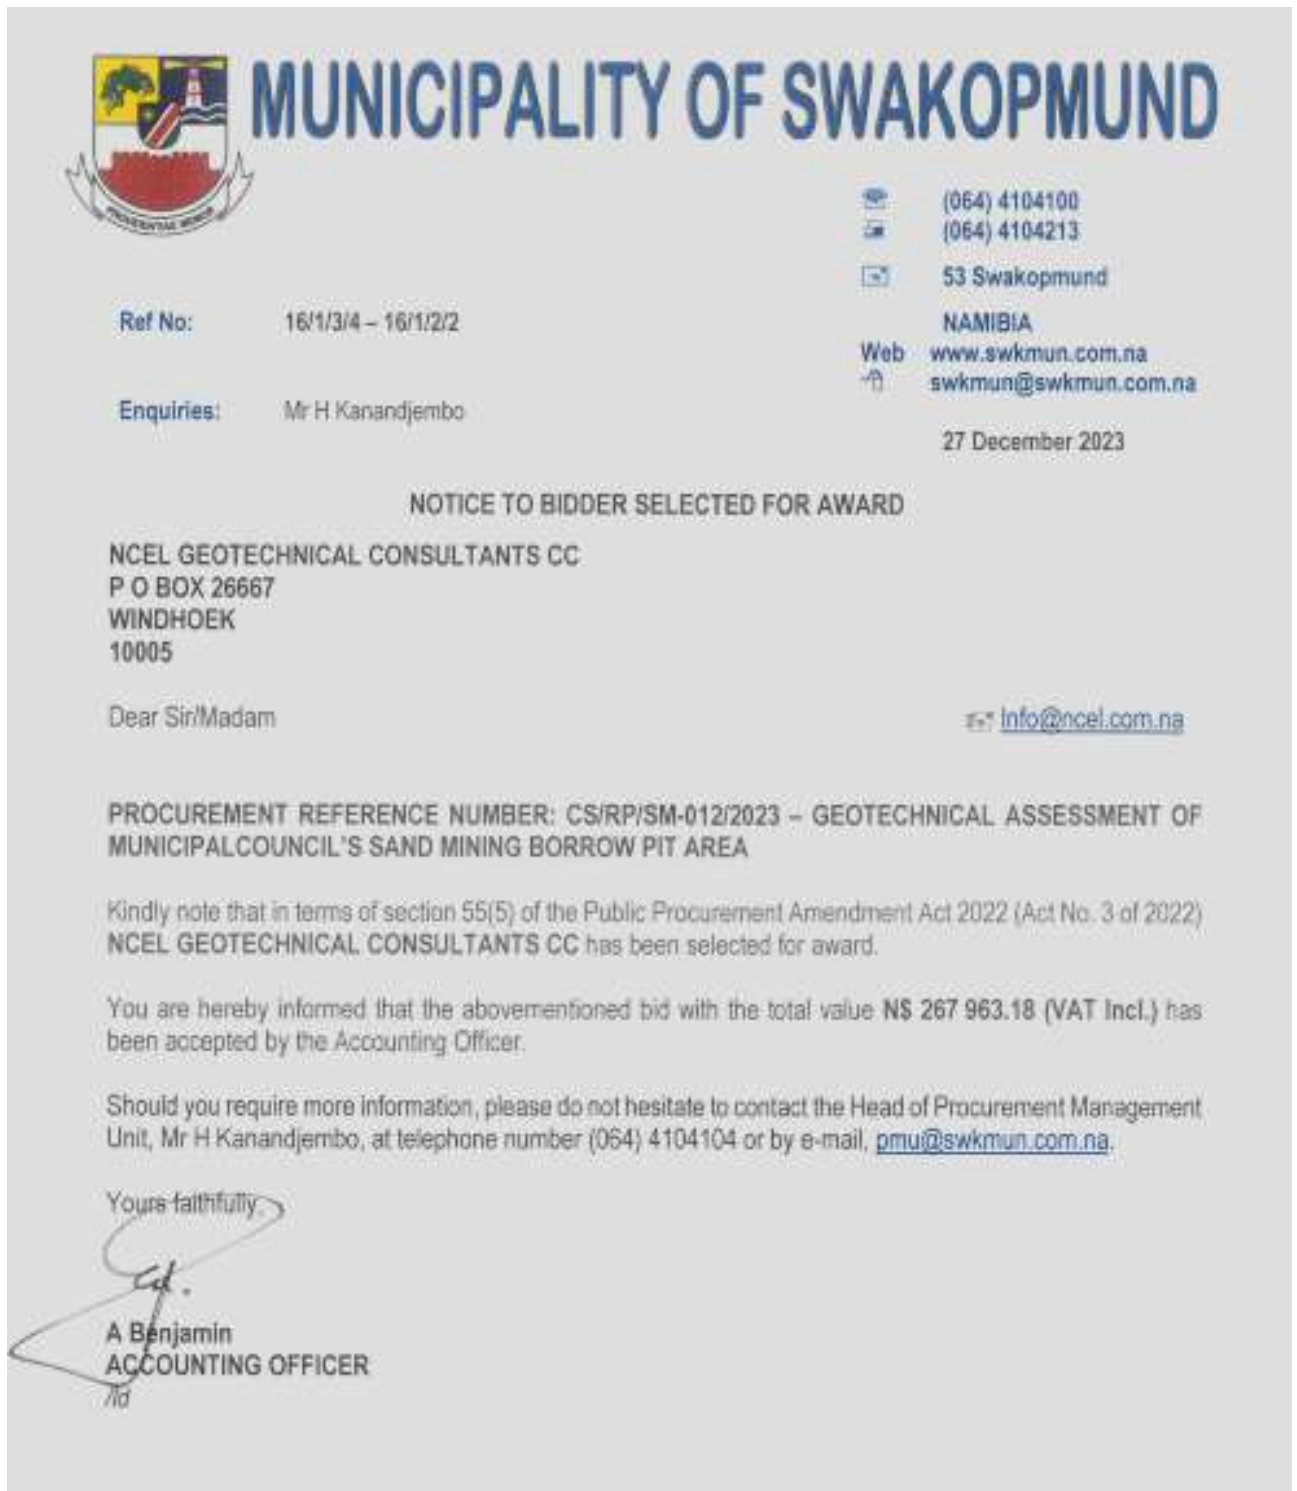 MUNICIPALITY OF SWAKOPMUND
(064) 4104100
(064) 4104213
53 Swakopmund
Ref No: 16/1/3/4 – 16/1/2/2
NAMIBIA
Web www.swkmun.com.na
swkmun@swkmun.com.na
Enquiries: Mr H Kanandjembo
27 December 2023
NOTICE TO BIDDER SELECTED FOR AWARD
NCEL GEOTECHNICAL CONSULTANTS CC
P O BOX 26667
WINDHOEK
10005
Dear Sir/Madam
Info@ncel.com.na
PROCUREMENT REFERENCE NUMBER: CS/RP/SM-012/2023 – GEOTECHNICAL ASSESSMENT OF
MUNICIPALCOUNCIL'S SAND MINING BORROW PIT AREA
Kindly note that in terms of section 55(5) of the Public Procurement Amendment Act 2022 (Act No. 3 of 2022)
NCEL GEOTECHNICAL CONSULTANTS CC has been selected for award.
You are hereby informed that the abovementioned bid with the total value N$ 267 963.18 (VAT Incl.) has
been accepted by the Accounting Officer.
Should you require more information, please do not hesitate to contact the Head of Procurement Management
Unit, Mr H Kanandjembo, at telephone number (064) 4104104 or by e-mail, pmu@swkmun.com.na.
Yours faithfully,
A Benjamin
ACCOUNTING OFFICER